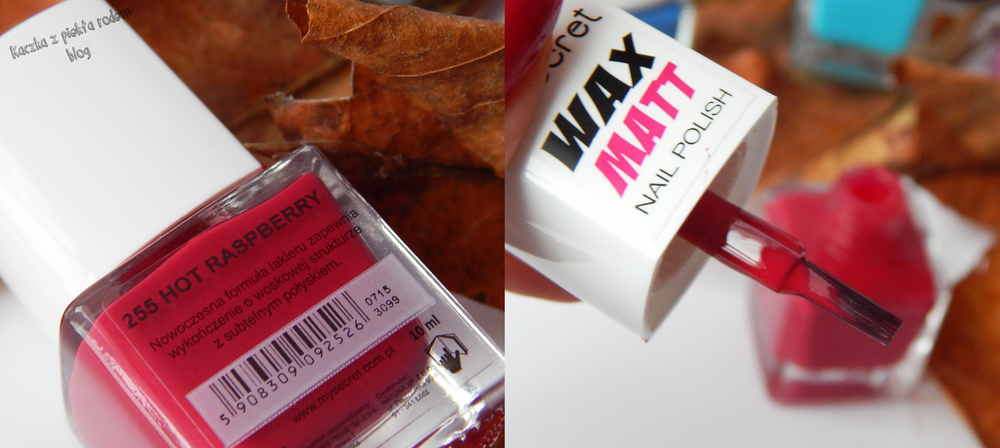 Kaczka z piekła rodem
blog
255 HOT RASPBERRY
Nowoczesna formuła lakieru zapewnia
wykończenie o woskowej strukturze
z subtelnym połyskiem.
0715
3099
5 908309 092526
10 ml
www.mysecret.com.pl
cret
WAX
MATT
NAIL POLISH